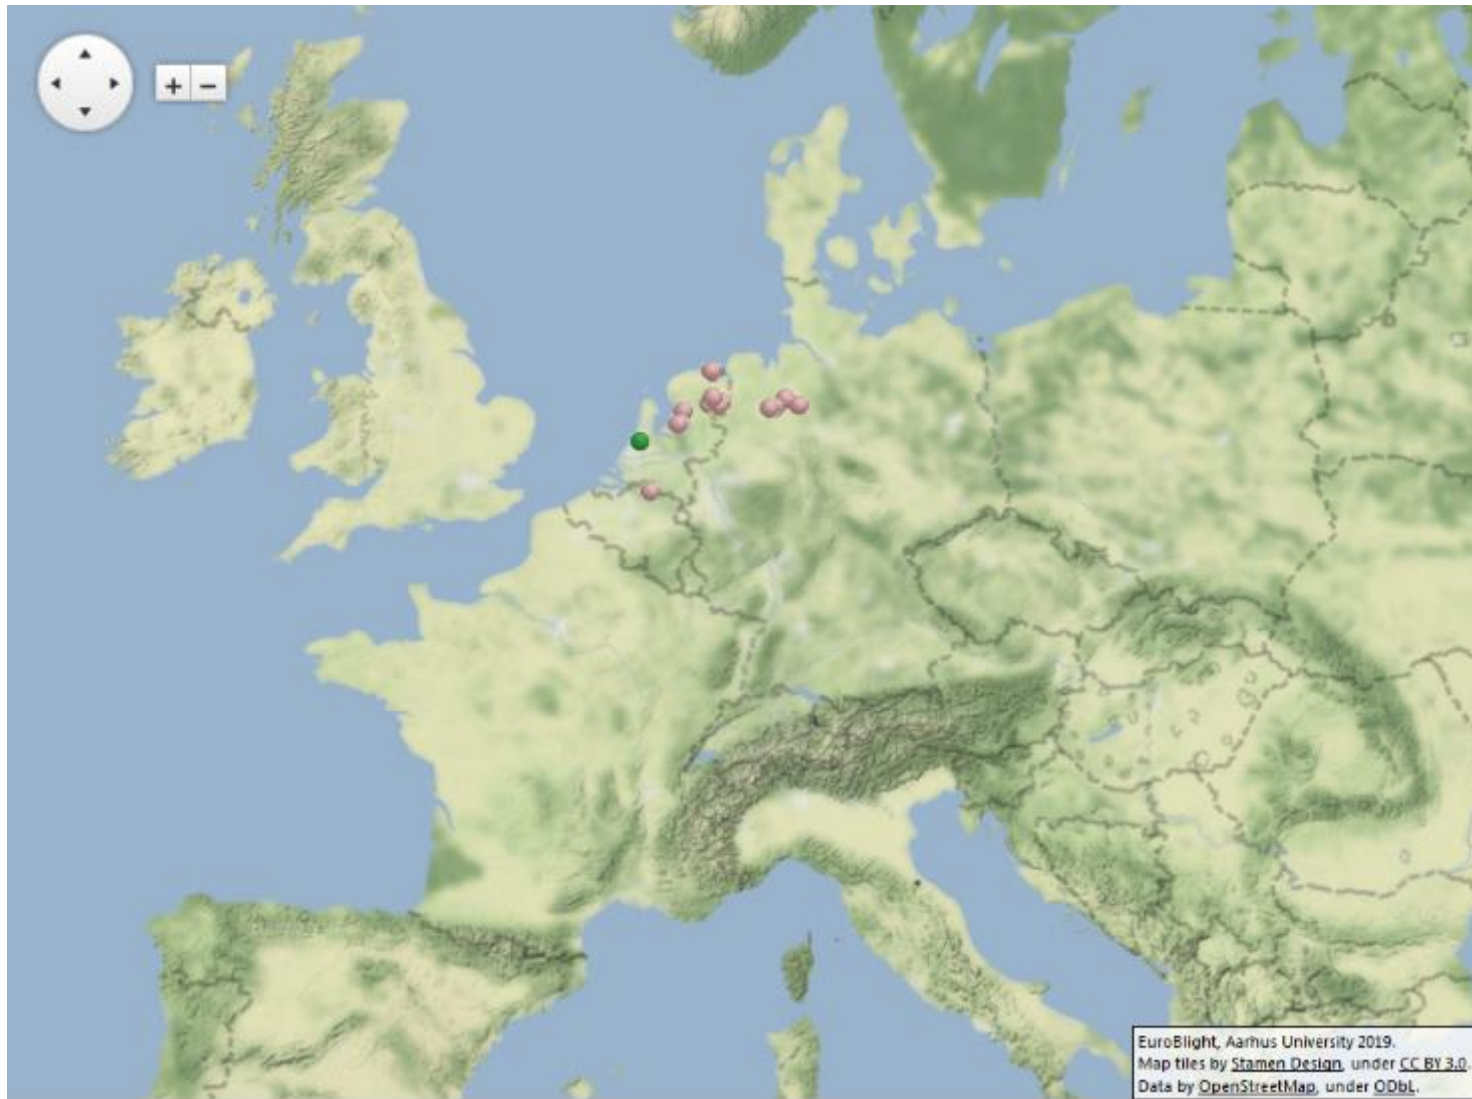 + −
EuroBlight, Aarhus University 2019.
Map tiles by Stamen Design, under CC BY 3.0.
Data by OpenStreetMap, under ODbL.